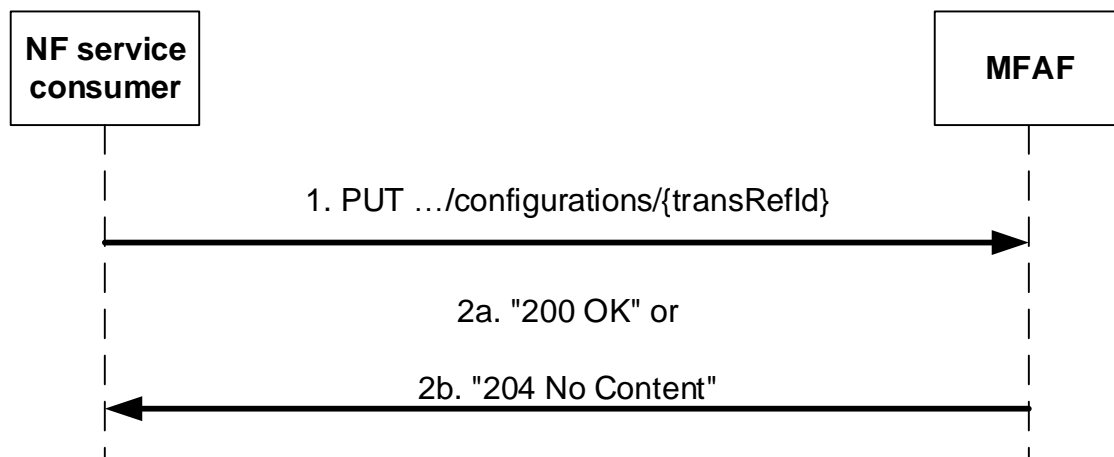 NF service
consumer
MFAF
1. PUT …/configurations/{transRefId}
2a. "200 OK" or
2b. "204 No Content"